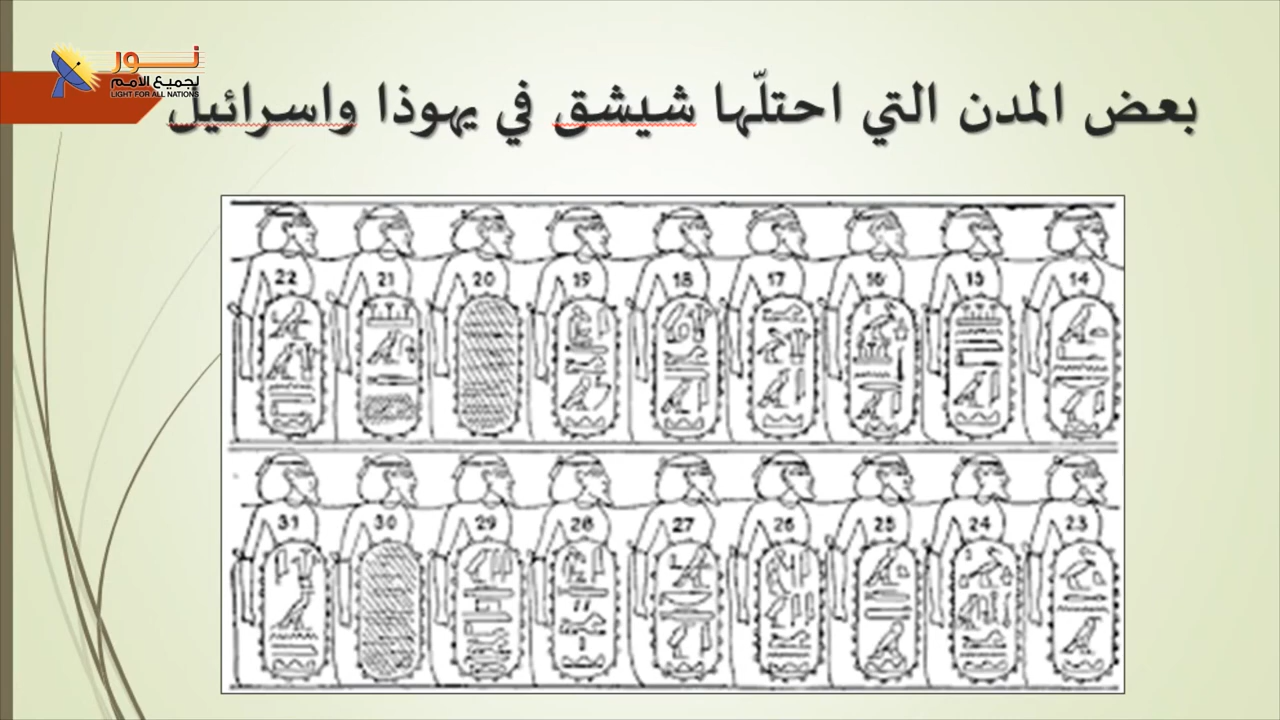 نور
لجميع الأمم
LIGHT FOR ALL NATIONS
بعض المدن التي احتلّها شيشق في يهوذا واسرائيل
22 21 20 19 18 17 16 15 14
31 30 29 28 27 26 25 24 23